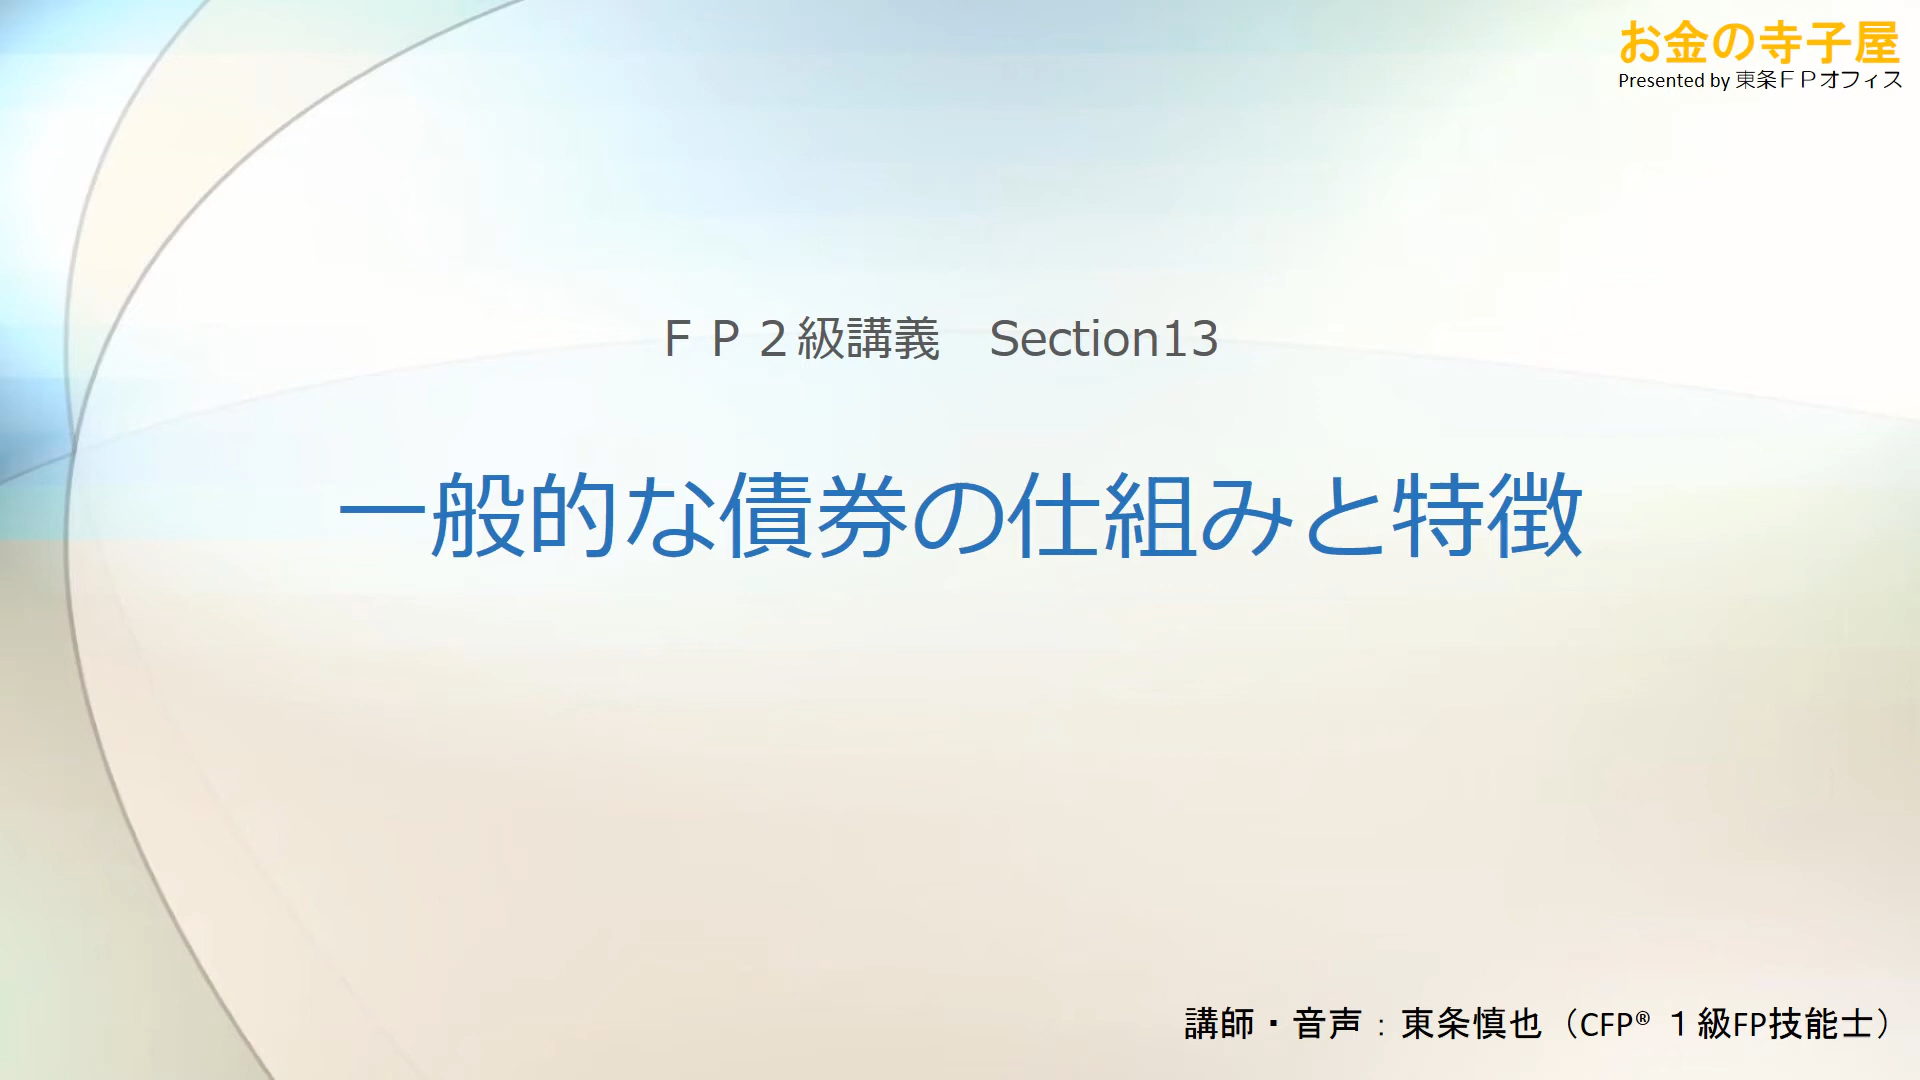 お金の寺子屋
Presented by 東条ＦＰオフィス
ＦＰ２級講義　Section13
一般的な債券の仕組みと特徴
講師・音声：東条慎也（CFP® １級FP技能士）